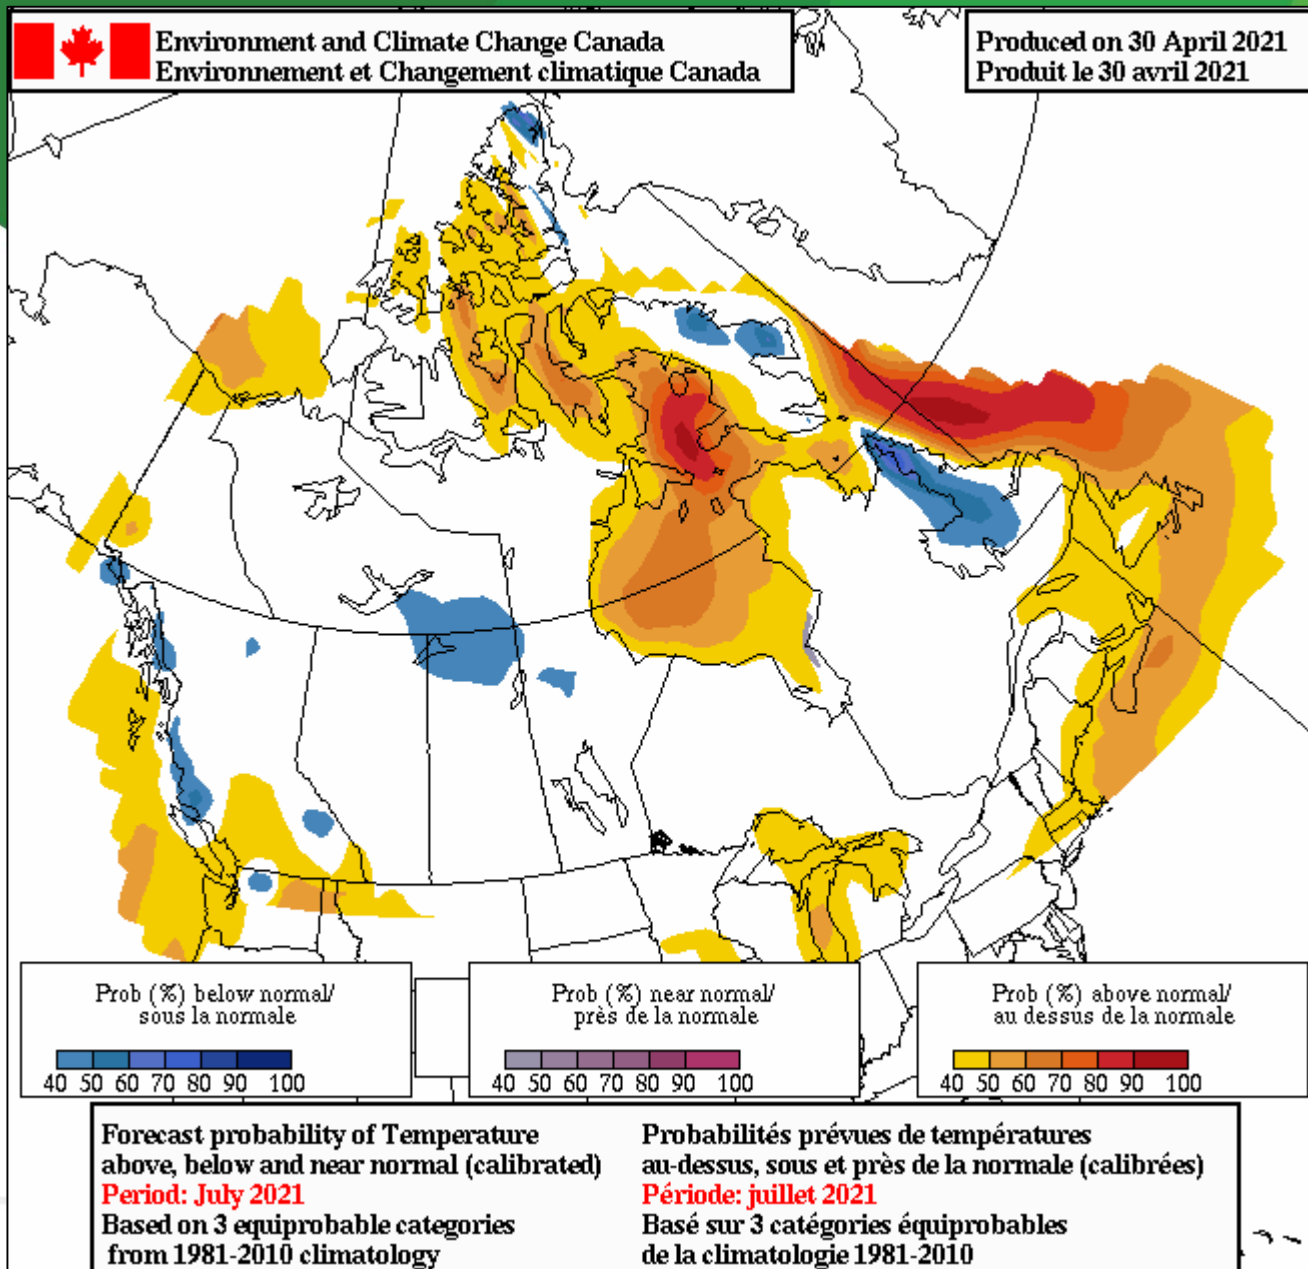 Environment and Climate Change Canada
Environnement et Changement climatique Canada
Produced on 30 April 2021
Produit le 30 avril 2021
Prob (%) below normal/
sous la normale
40 50 60 70 80 90 100
Prob (%) near normal/
près de la normale
40 50 60 70 80 90 100
Prob (%) above normal/
au dessus de la normale
40 50 60 70 80 90 100
Forecast probability of Temperature
above, below and near normal (calibrated)
Period: July 2021
Based on 3 equiprobable categories
from 1981-2010 climatology
Probabilités prévues de températures
au-dessus, sous et près de la normale (calibrées)
Période: juillet 2021
Basé sur 3 catégories équiprobables
de la climatologie 1981-2010